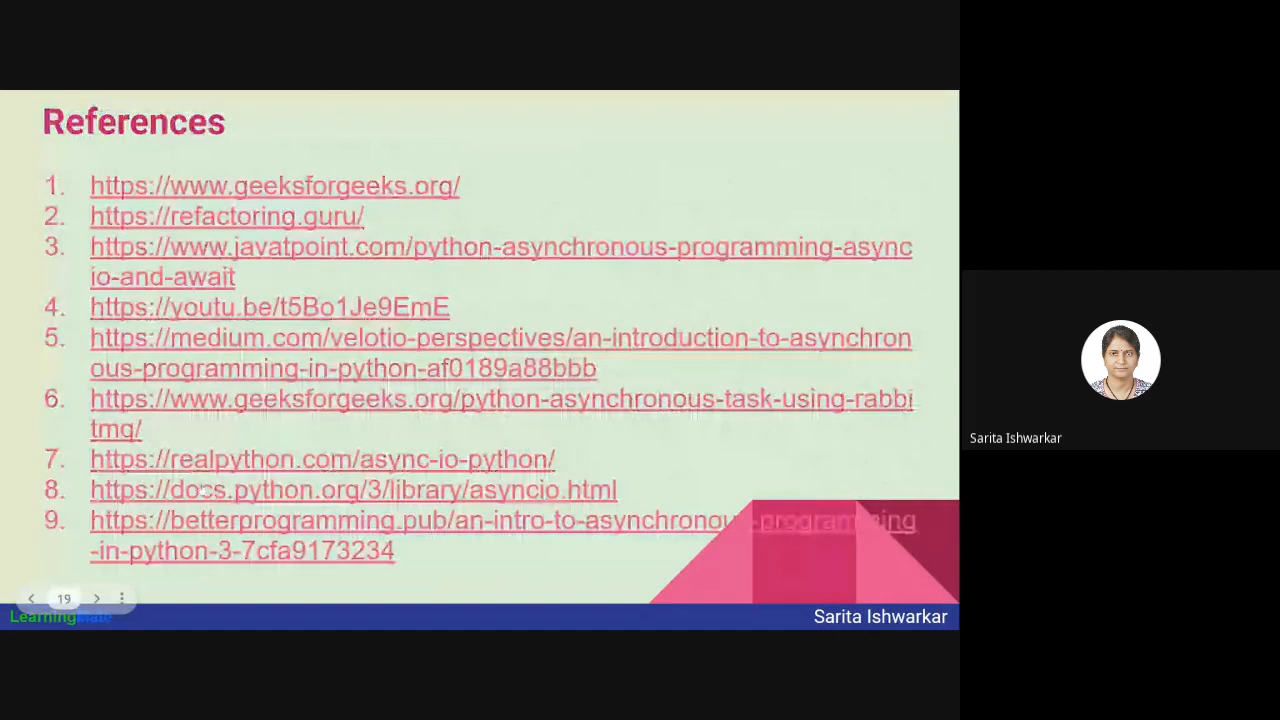 References
1. https://www.geeksforgeeks.org/
2. https://refactoring.guru/
3. https://www.javatpoint.com/python-asynchronous-programming-async
io-and-await
4. https://youtu.be/t5Bo1Je9EmE
5. https://medium.com/velotio-perspectives/an-introduction-to-asynchron
ous-programming-in-python-af0189a88bbb
6. https://www.geeksforgeeks.org/python-asynchronous-task-using-rabbi
tmq/
7. https://realpython.com/async-io-python/
8. https://docs.python.org/3/library/asyncio.html
9. https://betterprogramming.pub/an-intro-to-asynchronous-programming
-in-python-3-7cfa9173234
19
LearningMate
Sarita Ishwarkar
Sarita Ishwarkar